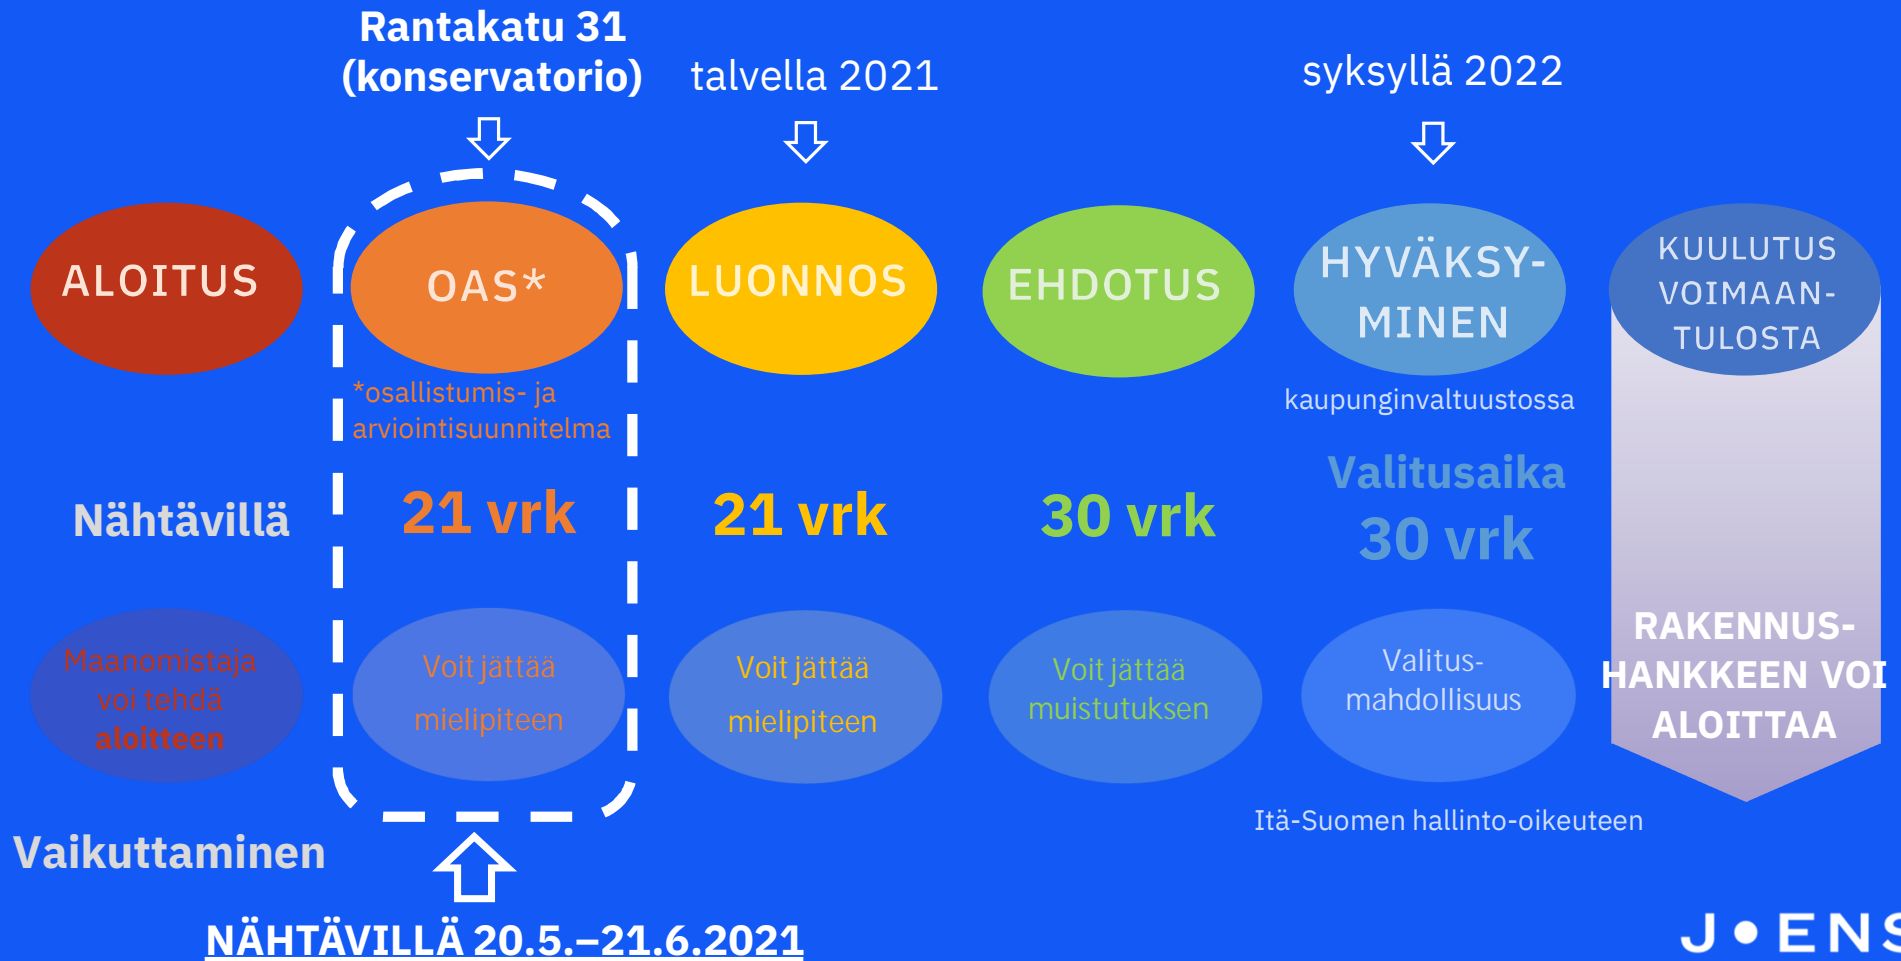 Rantakatu 31
(konservatorio)
talvella 2021
syksyllä 2022
ALOITUS
OAS*
LUONNOS
EHDOTUS
HYVÄKSY-
MINEN
KUULUTUS
VOIMAAN-
TULOSTA
*osallistumis- ja
arviointisuunnitelma
kaupunginvaltuustossa
Nähtävillä
21 vrk
21 vrk
30 vrk
Valitusaika
30 vrk
Maanomistaja
voi tehdä
aloitteen
Voit jättää
mielipiteen
Voit jättää
mielipiteen
Voit jättää
muistutuksen
Valitus-
mahdollisuus
RAKENNUS-
HANKKEEN VOI
ALOITTAA
Itä-Suomen hallinto-oikeuteen
Vaikuttaminen
NÄHTÄVILLÄ 20.5.–21.6.2021
J•ENS